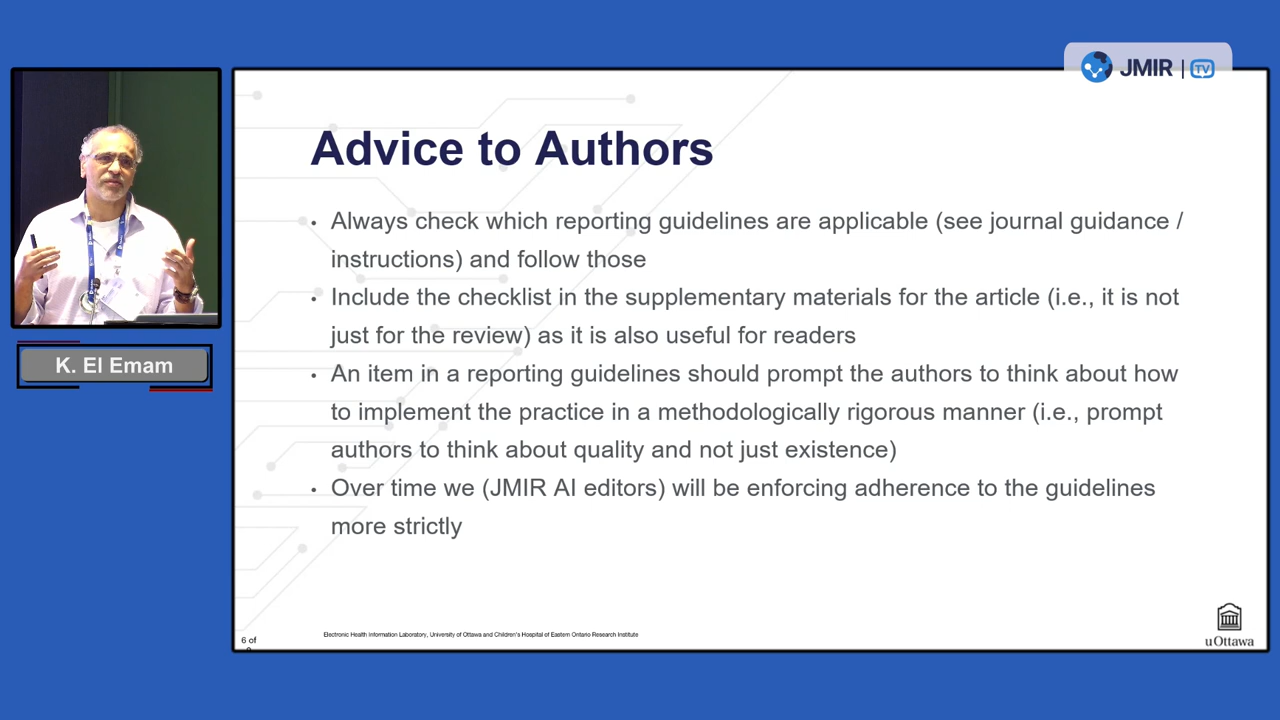 JMIR | TV
Advice to Authors
• Always check which reporting guidelines are applicable (see journal guidance /
instructions) and follow those
• Include the checklist in the supplementary materials for the article (i.e., it is not
just for the review) as it is also useful for readers
• An item in a reporting guidelines should prompt the authors to think about how
to implement the practice in a methodologically rigorous manner (i.e., prompt
authors to think about quality and not just existence)
• Over time we (JMIR AI editors) will be enforcing adherence to the guidelines
more strictly
K. El Emam
6 of
Electronic Health Information Laboratory, University of Ottawa and Children's Hospital of Eastern Ontario Research Institute
uOttawa